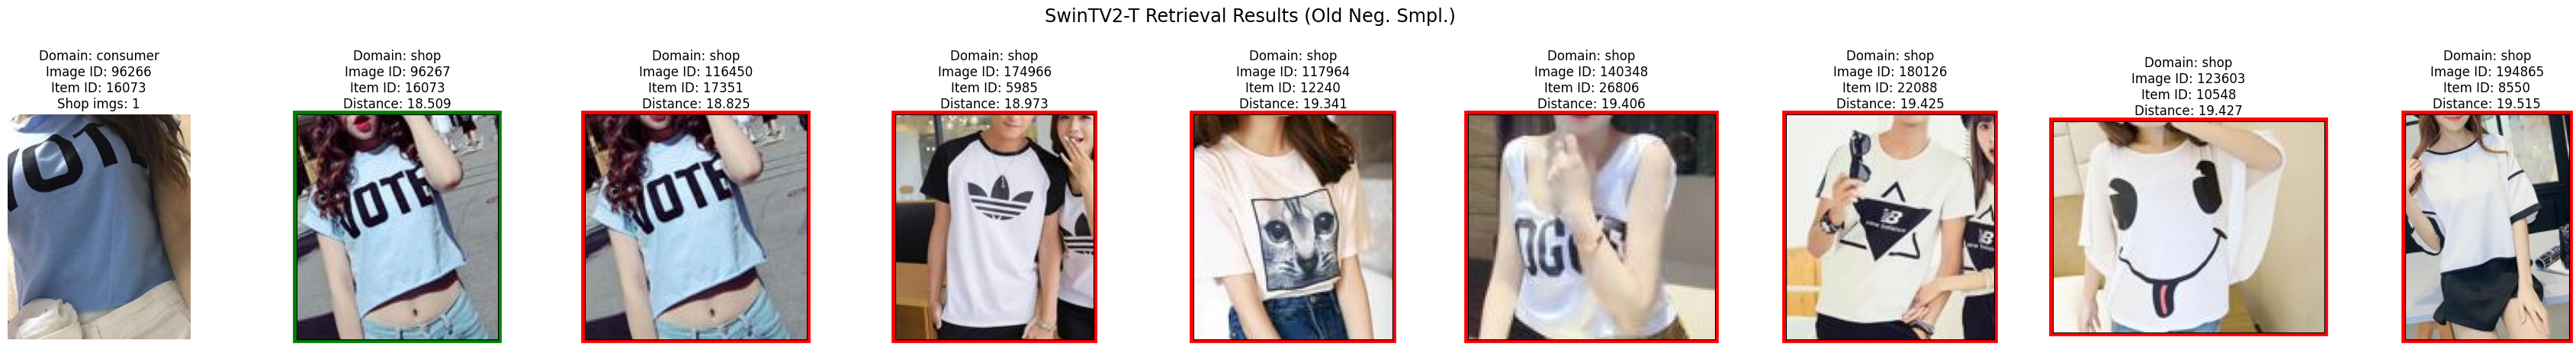 SwinTV2-T Retrieval Results (Old Neg. Smpl.)
Domain: consumer
Image ID: 96266
Item ID: 16073
Shop imgs: 1
Domain: shop
Image ID: 96267
Item ID: 16073
Distance: 18.509
Domain: shop
Image ID: 116450
Item ID: 17351
Distance: 18.825
Domain: shop
Image ID: 174966
Item ID: 5985
Distance: 18.973
Domain: shop
Image ID: 117964
Item ID: 12240
Distance: 19.341
Domain: shop
Image ID: 140348
Item ID: 26806
Distance: 19.406
Domain: shop
Image ID: 180126
Item ID: 22088
Distance: 19.425
Domain: shop
Image ID: 123603
Item ID: 10548
Distance: 19.427
Domain: shop
Image ID: 194865
Item ID: 8550
Distance: 19.515
VOTE
VOTE
VOTE
new balance